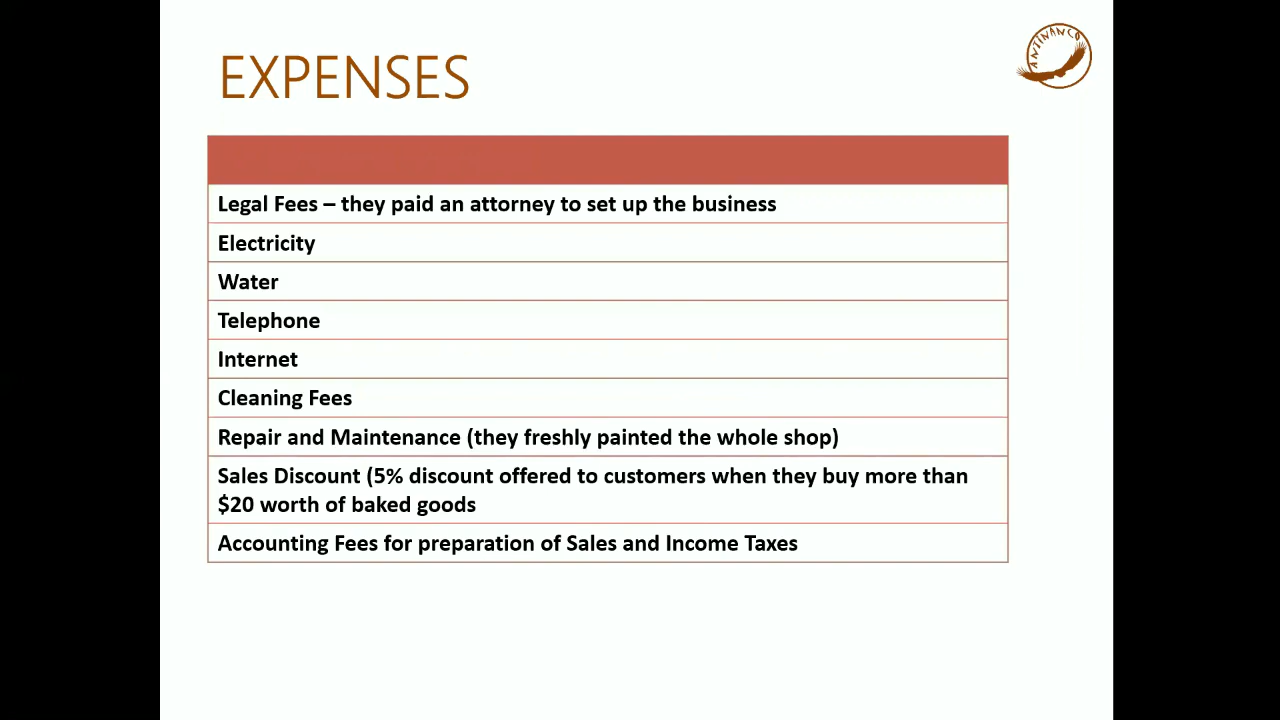 ANTINANCO
EXPENSES
Legal Fees – they paid an attorney to set up the business
Electricity
Water
Telephone
Internet
Cleaning Fees
Repair and Maintenance (they freshly painted the whole shop)
Sales Discount (5% discount offered to customers when they buy more than
$20 worth of baked goods
Accounting Fees for preparation of Sales and Income Taxes